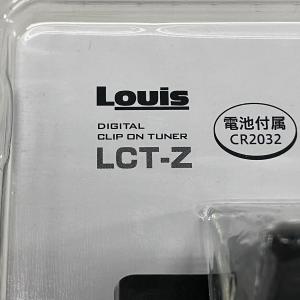 Louis
DIGITAL
CLIP ON TUNER
LCT-Z
電池付属
CR2032